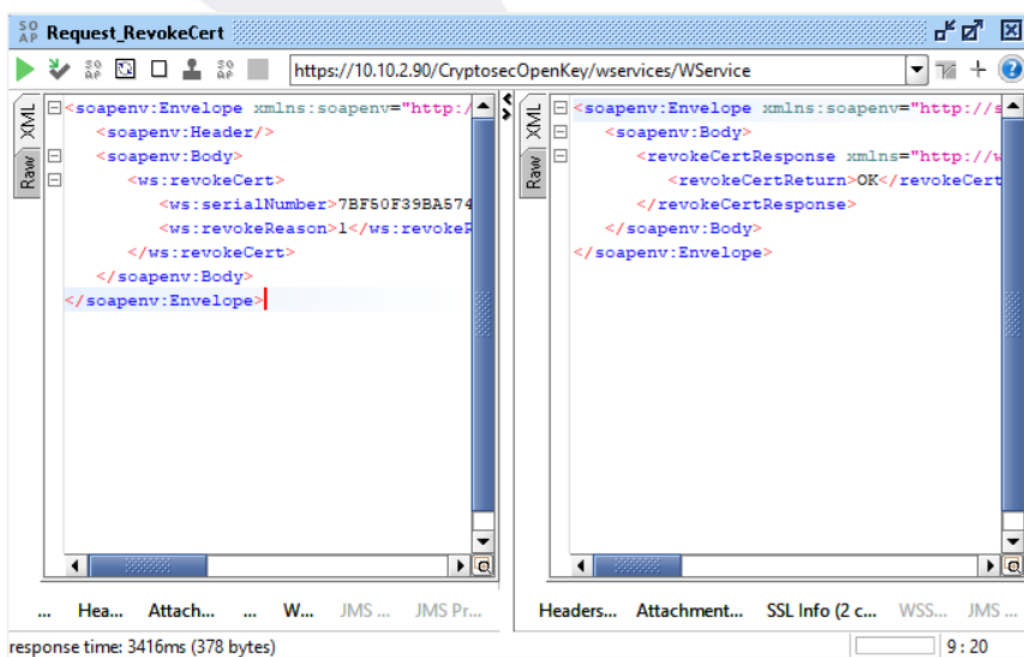 SOAP Request_RevokeCert
SOAP SOAP https://10.10.2.90/CryptosecOpenKey/wservices/WService
XML
Raw
<soapenv:Envelope xmlns:soapenv="http:/
<soapenv:Header/>
<soapenv:Body>
<ws:revokeCert>
<ws:serialNumber>7BF50F39BA574
<ws:revokeReason>1</ws:revokeR
</ws:revokeCert>
</soapenv:Body>
</soapenv:Envelope>
... Hea... Attach... ... W... JMS ... JMS Pr...
XML
Raw
<soapenv:Envelope xmlns:soapenv="http://s
<soapenv:Body>
<revokeCertResponse xmlns="http://w
<revokeCertReturn>OK</revokeCert
</revokeCertResponse>
</soapenv:Body>
</soapenv:Envelope>
Headers... Attachment... SSL Info (2 c... WSS... JMS ...
response time: 3416ms (378 bytes)
9 : 20